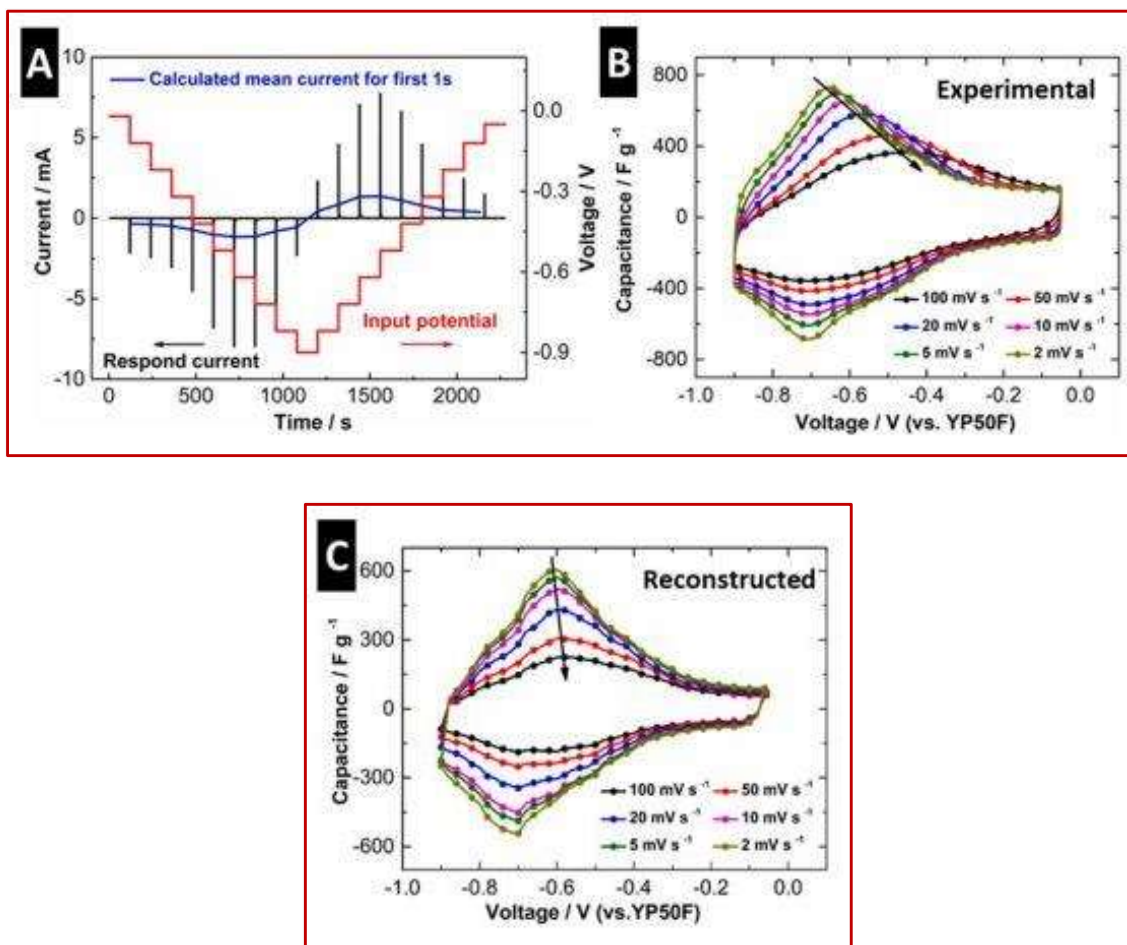 A
Calculated mean current for first 1s
Current / mA
10
5
0
-5
-10
0.0
-0.3
-0.6
-0.9
Voltage / V
Input potential
Respond current
0 500 1000 1500 2000
Time / s
B
Experimental
Capacitance / F g⁻¹
800
400
0
-400
-800
100 mV s⁻¹ 50 mV s⁻¹
20 mV s⁻¹ 10 mV s⁻¹
5 mV s⁻¹ 2 mV s⁻¹
-1.0 -0.8 -0.6 -0.4 -0.2 0.0
Voltage / V (vs. YP50F)
C
Reconstructed
Capacitance / F g⁻¹
600
300
0
-300
-600
100 mV s⁻¹ 50 mV s⁻¹
20 mV s⁻¹ 10 mV s⁻¹
5 mV s⁻¹ 2 mV s⁻¹
-1.0 -0.8 -0.6 -0.4 -0.2 0.0
Voltage / V (vs.YP50F)